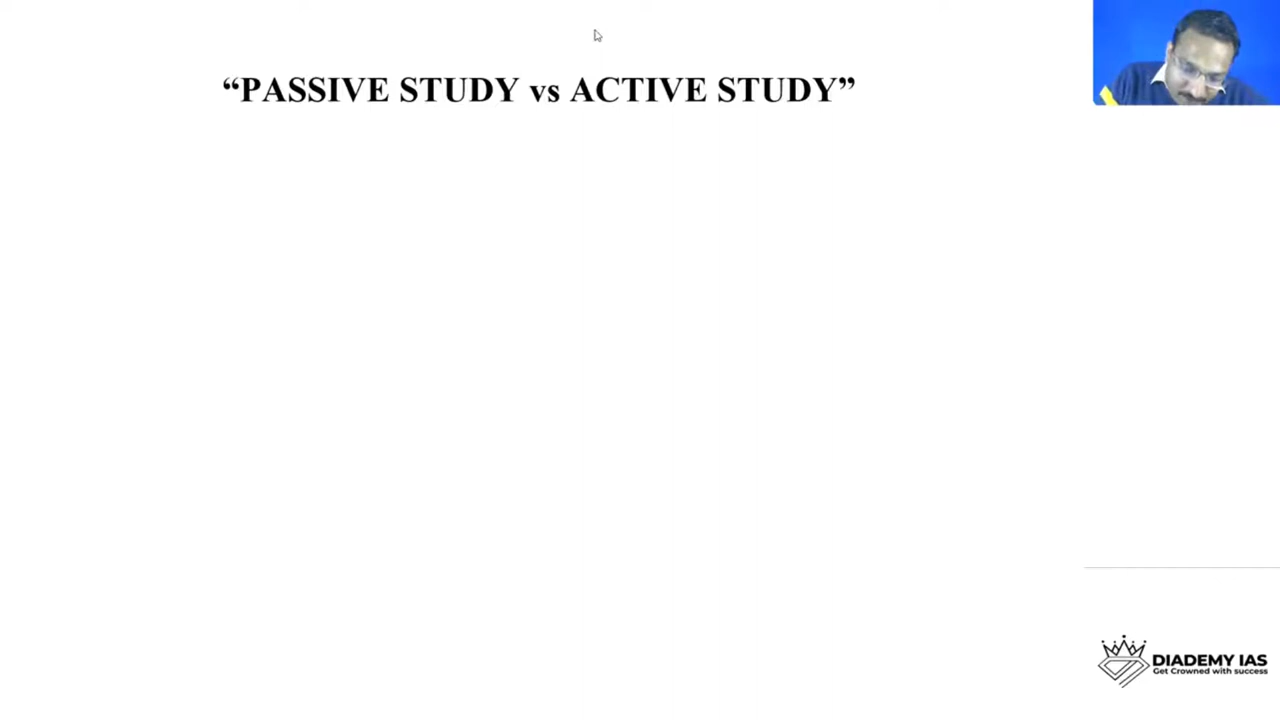 “PASSIVE STUDY vs ACTIVE STUDY”
DIADEMY IAS
Get Crowned with success